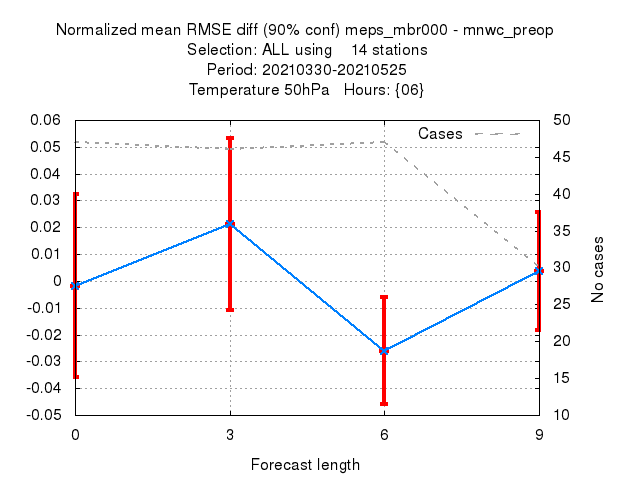 Normalized mean RMSE diff (90% conf) meps_mbr000 - mnwc_preop
Selection: ALL using    14 stations
Period: 20210330-20210525
Temperature 50hPa   Hours: {06}
0.06
0.05
0.04
0.03
0.02
0.01
0
-0.01
-0.02
-0.03
-0.04
-0.05
Cases
50
45
40
35
30
25
20
15
10
No cases
0 3 6 9
Forecast length